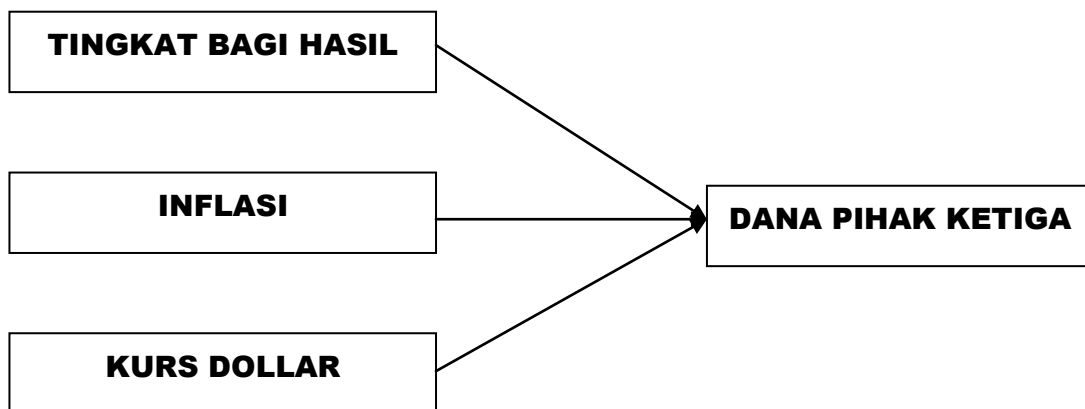 TINGKAT BAGI HASIL
INFLASI
DANA PIHAK KETIGA
KURS DOLLAR